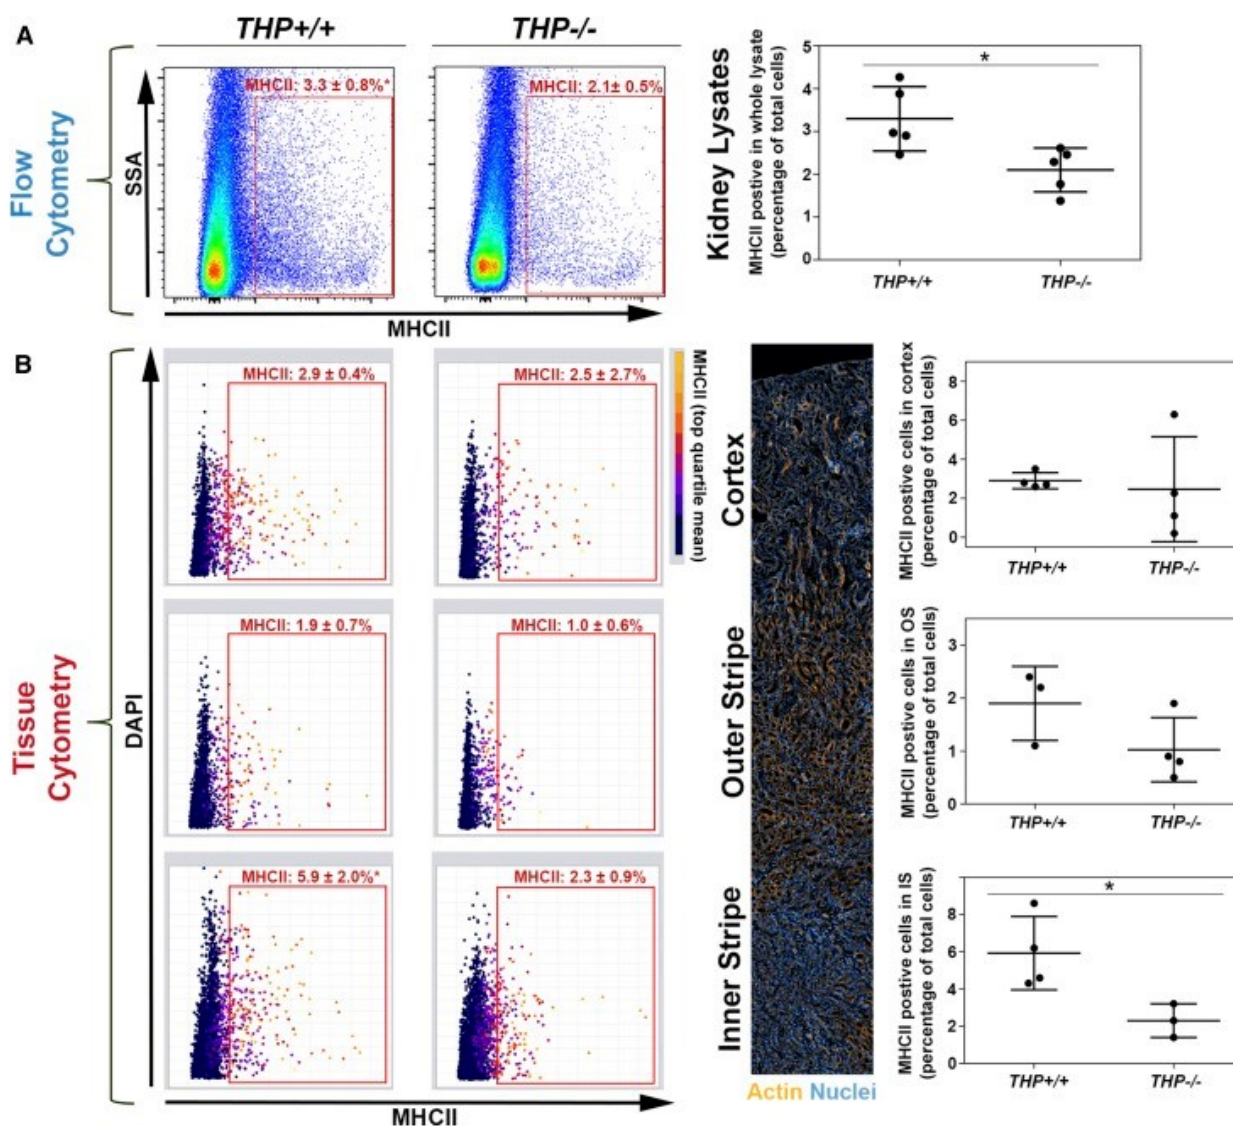 A
THP+/+
THP-/-
Flow
Cytometry
SSA
MHCII: 3.3 ± 0.8%*
MHCII: 2.1± 0.5%
MHCII
Kidney Lysates
MHCII postive in whole lysate
(percentage of total cells)
5
4
3
2
1
0
*
THP+/+
THP-/-
B
Tissue
Cytometry
DAPI
MHCII: 2.9 ± 0.4%
MHCII: 2.5 ± 2.7%
MHCII (top
quartile mean)
MHCII: 1.9 ± 0.7%
MHCII: 1.0 ± 0.6%
MHCII: 5.9 ± 2.0%*
MHCII: 2.3 ± 0.9%
MHCII
Cortex
Outer Stripe
Inner Stripe
Actin Nuclei
MHCII postive cells in cortex
(percentage of total cells)
8
6
4
2
0
THP+/+
THP-/-
MHCII postive cells in OS
(percentage of total cells)
3
2
1
0
THP+/+
THP-/-
MHCII postive cells in IS
(percentage of total cells)
8
6
4
2
0
*
THP+/+
THP-/-